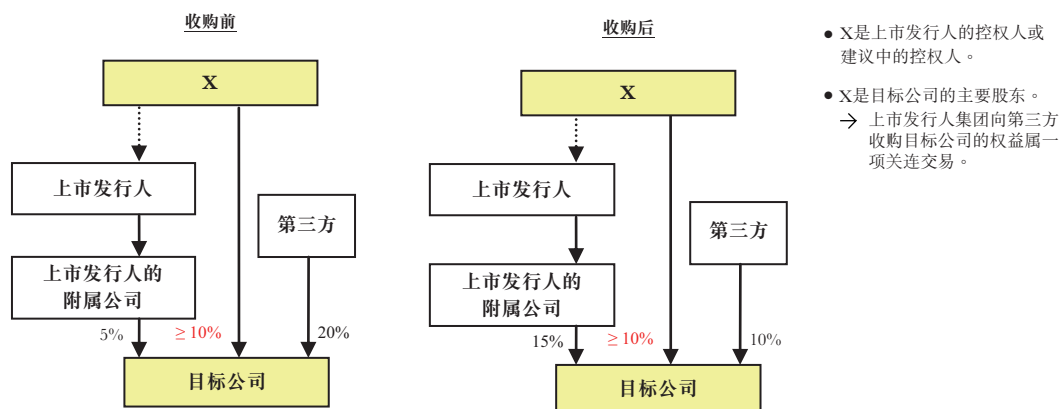 收购前
X
上市发行人
第三方
上市发行人的
附属公司
5%
≥ 10%
20%
目标公司
收购后
X
上市发行人
第三方
上市发行人的
附属公司
15%
≥ 10%
10%
目标公司
● X是上市发行人的控权人或
建议中的控权人。
● X是目标公司的主要股东。
→ 上市发行人集团向第三方
收购目标公司的权益属一
项关连交易。